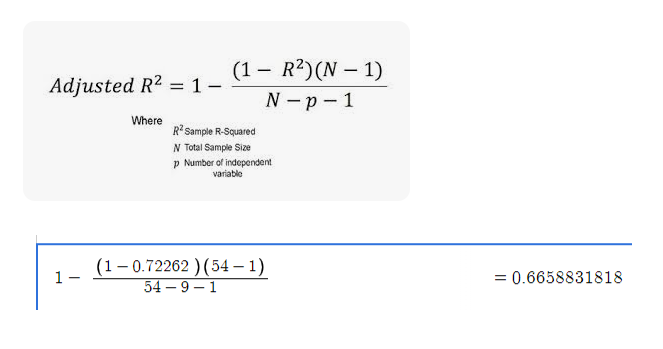 Adjusted R² = 1 − (1 − R²)(N − 1) / N − p − 1
Where
R² Sample R-Squared
N Total Sample Size
p Number of independent
variable
1 − (1 − 0.72262 )(54 − 1) / 54 − 9 − 1 = 0.6658831818